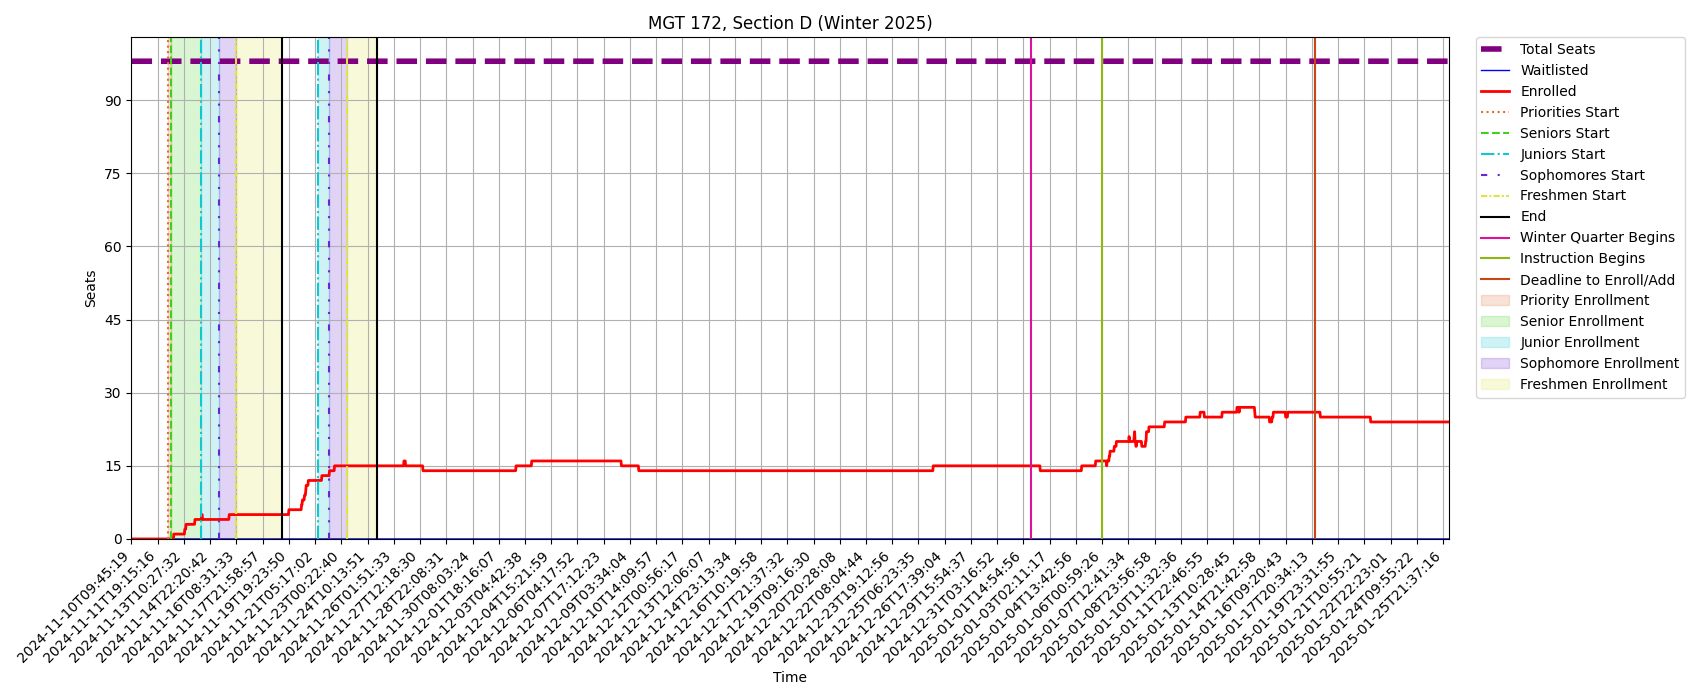 MGT 172, Section D (Winter 2025)
Seats
90
75
60
45
30
15
0
2024-11-10T09:45:19
2024-11-11T19:15:16
2024-11-13T10:27:32
2024-11-14T22:20:42
2024-11-16T08:31:33
2024-11-17T21:58:57
2024-11-19T19:23:50
2024-11-21T05:17:02
2024-11-23T00:22:40
2024-11-24T10:13:51
2024-11-26T01:51:33
2024-11-27T12:18:30
2024-11-28T22:08:31
2024-11-30T08:03:24
2024-12-01T18:16:07
2024-12-03T04:42:38
2024-12-04T15:21:59
2024-12-06T04:17:52
2024-12-07T17:12:23
2024-12-09T03:34:04
2024-12-10T14:09:57
2024-12-12T00:56:17
2024-12-13T12:06:07
2024-12-14T23:13:34
2024-12-16T10:19:58
2024-12-17T21:37:32
2024-12-19T09:16:30
2024-12-20T20:28:08
2024-12-22T08:04:44
2024-12-23T19:12:56
2024-12-25T06:23:35
2024-12-26T17:39:04
2024-12-29T15:54:37
2024-12-31T03:16:52
2025-01-01T14:54:56
2025-01-03T02:11:17
2025-01-04T13:42:56
2025-01-06T00:59:26
2025-01-07T12:41:34
2025-01-08T23:56:58
2025-01-10T11:32:36
2025-01-11T22:46:55
2025-01-13T10:28:45
2025-01-14T21:42:58
2025-01-16T09:20:43
2025-01-17T20:34:13
2025-01-19T23:31:55
2025-01-21T10:55:21
2025-01-22T22:23:01
2025-01-24T09:55:22
2025-01-25T21:37:16
Time
Total Seats
Waitlisted
Enrolled
Priorities Start
Seniors Start
Juniors Start
Sophomores Start
Freshmen Start
End
Winter Quarter Begins
Instruction Begins
Deadline to Enroll/Add
Priority Enrollment
Senior Enrollment
Junior Enrollment
Sophomore Enrollment
Freshmen Enrollment